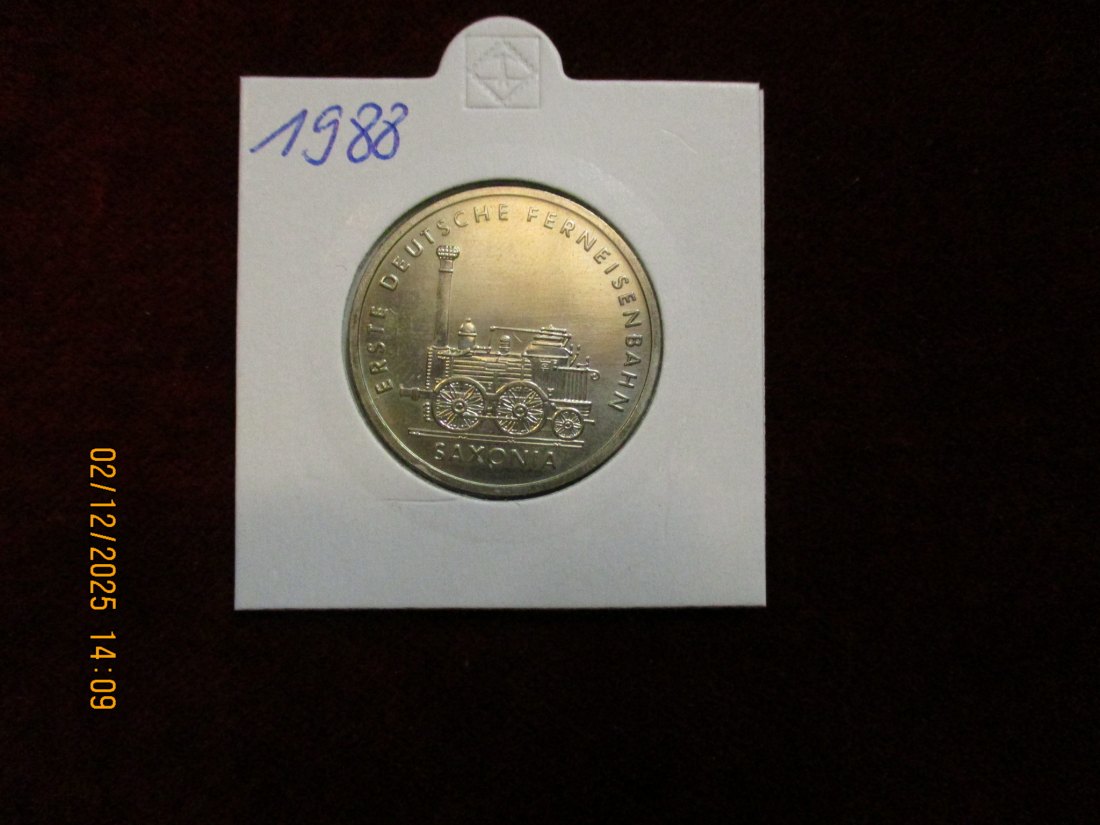 1988
ERSTE DEUTSCHE FERNEISENBAHN
SAXONIA
02/12/2025 14:09